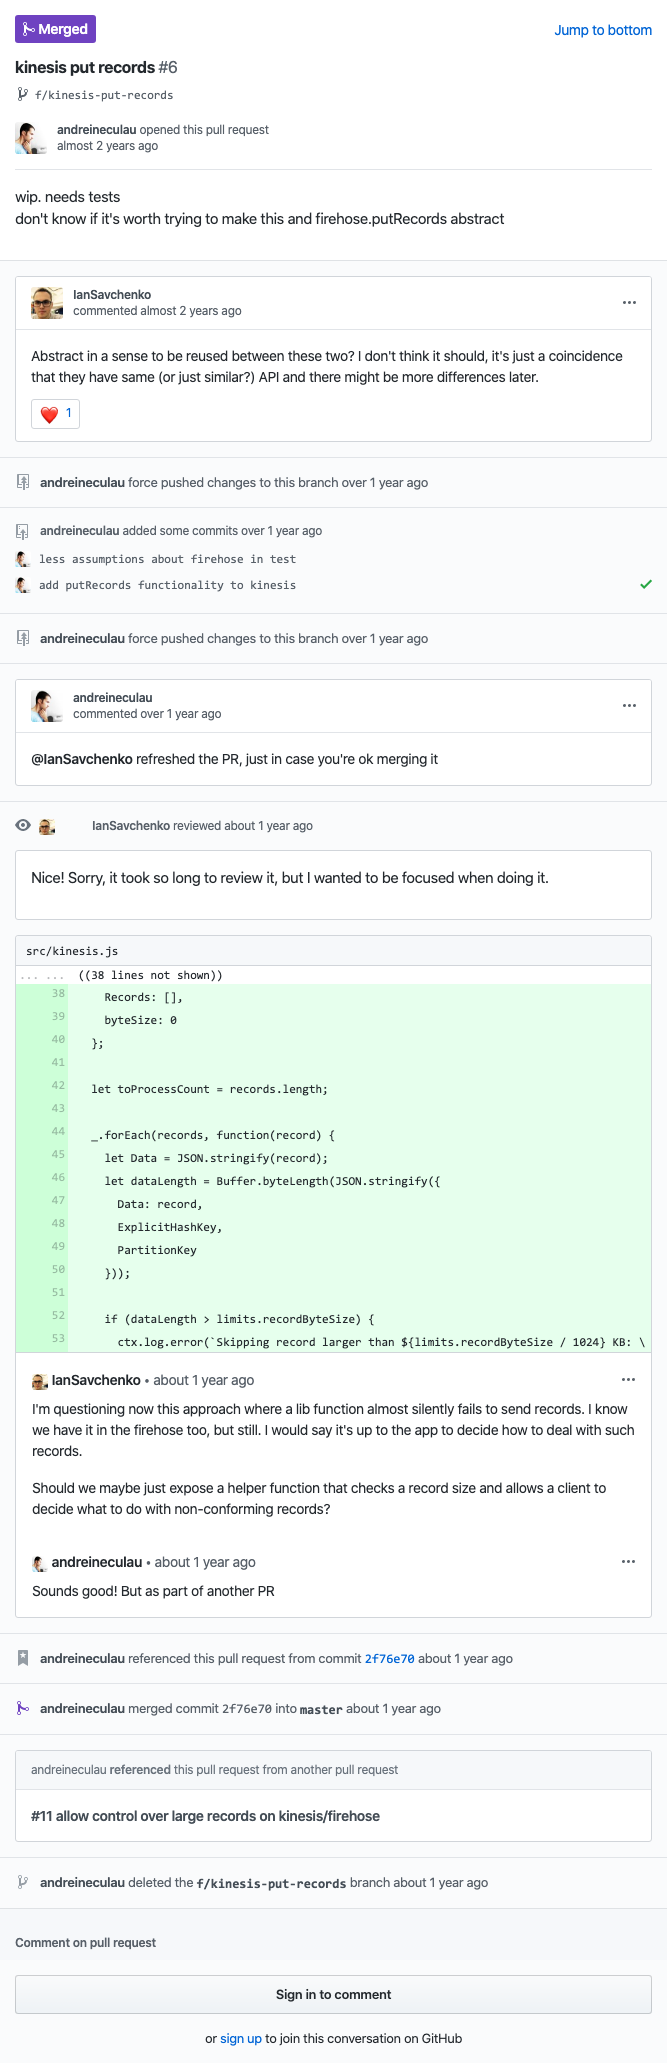 Merged
Jump to bottom
kinesis put records #6
f/kinesis-put-records
andreineculau opened this pull request
almost 2 years ago
wip. needs tests
don't know if it's worth trying to make this and firehose.putRecords abstract
IanSavchenko
commented almost 2 years ago
Abstract in a sense to be reused between these two? I don't think it should, it's just a coincidence
that they have same (or just similar?) API and there might be more differences later.
❤️ 1
andreineculau force pushed changes to this branch over 1 year ago
andreineculau added some commits over 1 year ago
less assumptions about firehose in test
add putRecords functionality to kinesis
andreineculau force pushed changes to this branch over 1 year ago
andreineculau
commented over 1 year ago
@IanSavchenko refreshed the PR, just in case you're ok merging it
IanSavchenko reviewed about 1 year ago
Nice! Sorry, it took so long to review it, but I wanted to be focused when doing it.
src/kinesis.js
... ... ((38 lines not shown))
38 Records: [],
39 byteSize: 0
40 };
41
42 let toProcessCount = records.length;
43
44 _.forEach(records, function(record) {
45 let Data = JSON.stringify(record);
46 let dataLength = Buffer.byteLength(JSON.stringify({
47 Data: record,
48 ExplicitHashKey,
49 PartitionKey
50 }));
51
52 if (dataLength > limits.recordByteSize) {
53 ctx.log.error(`Skipping record larger than ${limits.recordByteSize / 1024} KB: \
IanSavchenko • about 1 year ago
I'm questioning now this approach where a lib function almost silently fails to send records. I know
we have it in the firehose too, but still. I would say it's up to the app to decide how to deal with such
records.
Should we maybe just expose a helper function that checks a record size and allows a client to
decide what to do with non-conforming records?
andreineculau • about 1 year ago
Sounds good! But as part of another PR
andreineculau referenced this pull request from commit 2f76e70 about 1 year ago
andreineculau merged commit 2f76e70 into master about 1 year ago
andreineculau referenced this pull request from another pull request
#11 allow control over large records on kinesis/firehose
andreineculau deleted the f/kinesis-put-records branch about 1 year ago
Comment on pull request
Sign in to comment
or sign up to join this conversation on GitHub